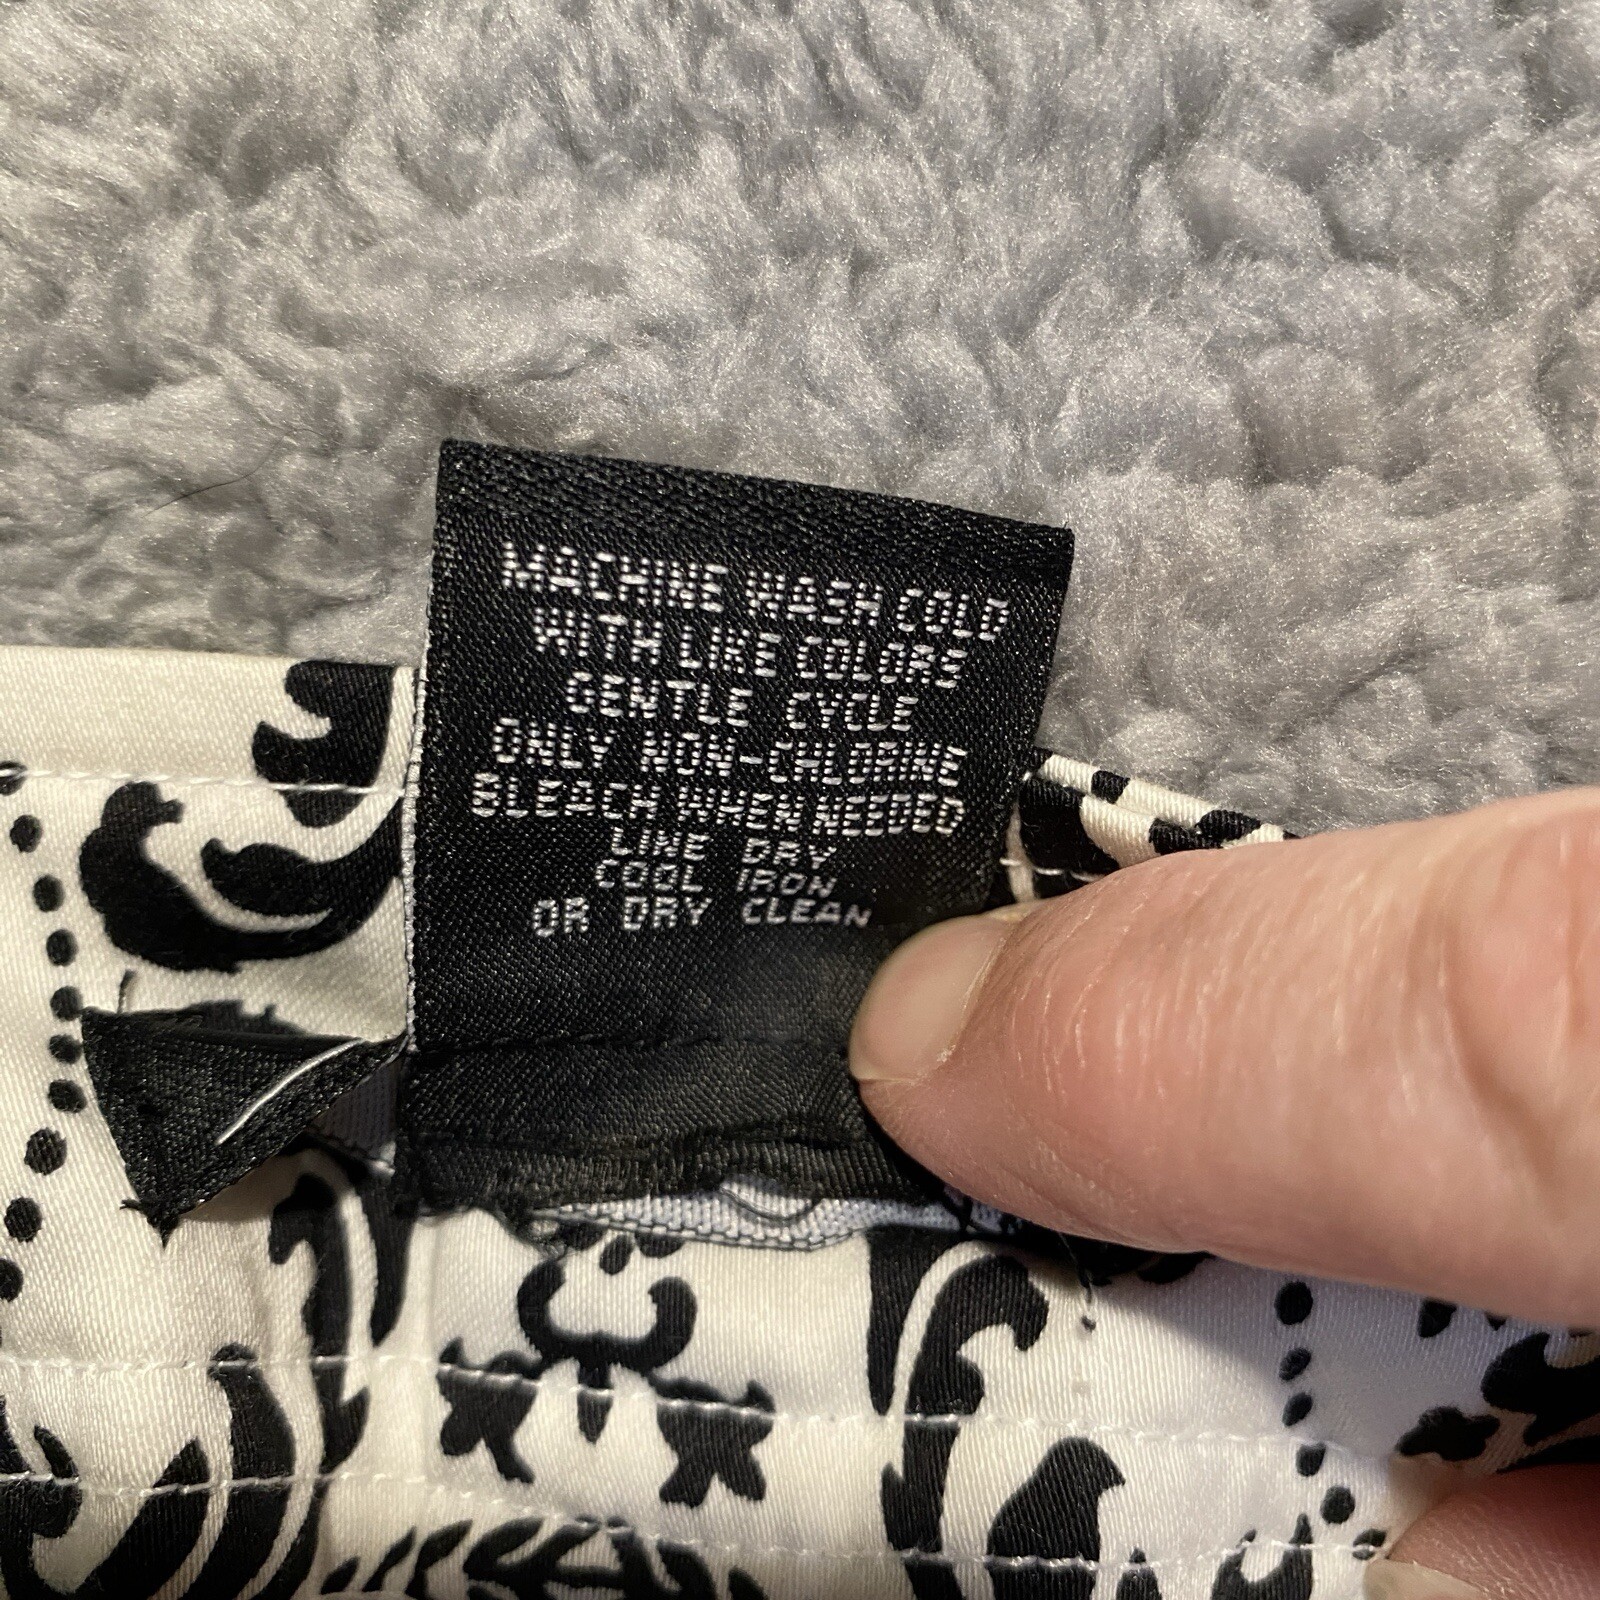 MACHINE WASH COLD
WITH LIKE COLORS
GENTLE CYCLE
ONLY NON-CHLORINE
BLEACH WHEN NEEDED
LINE DRY
COOL IRON
OR DRY CLEAN